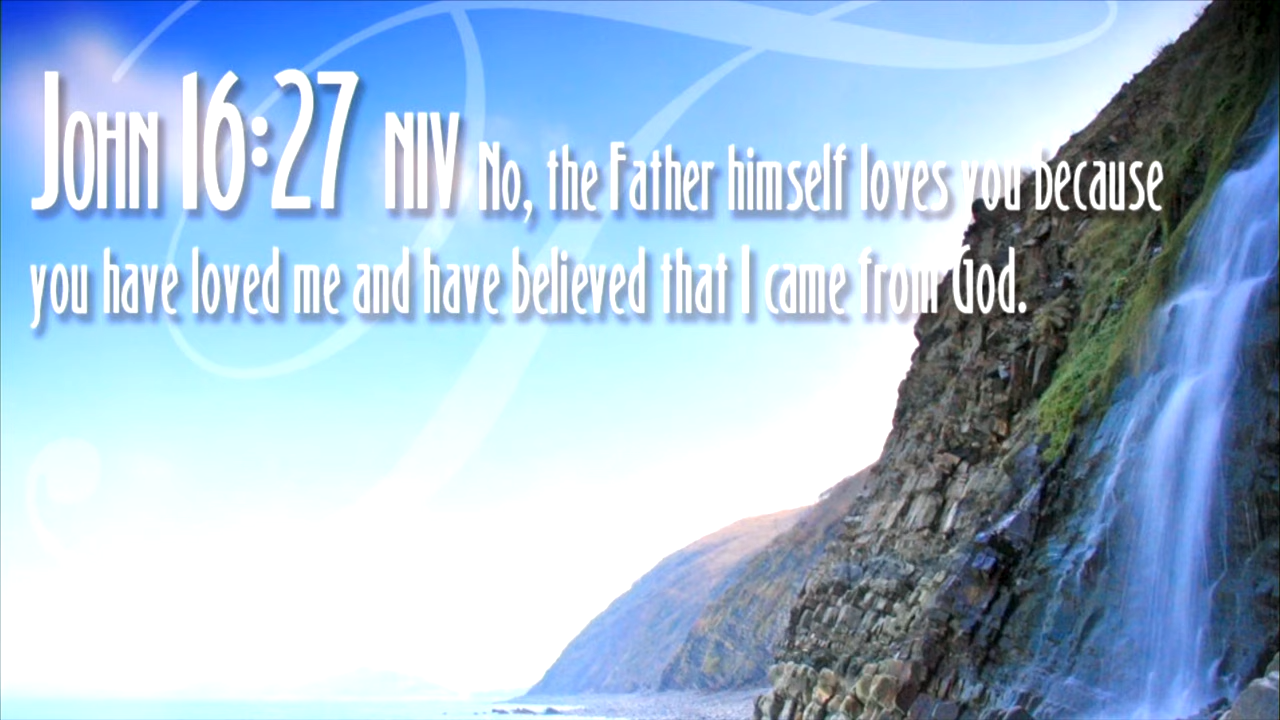 John 16:27 NIV No, the Father himself loves you because
you have loved me and have believed that I came from God.